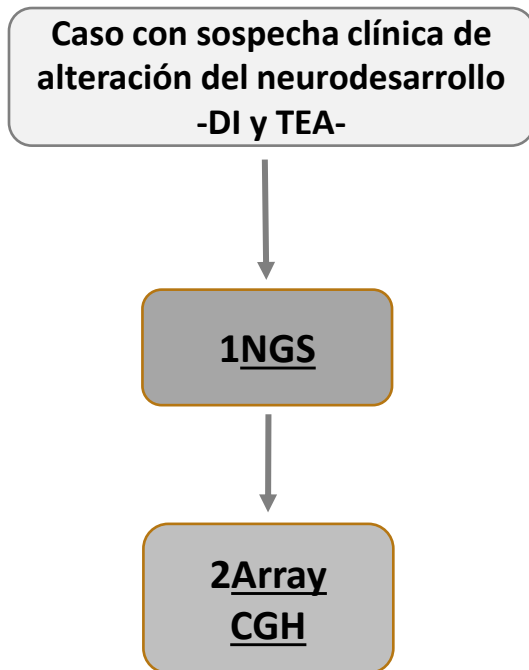 Caso con sospecha clínica de
alteración del neurodesarrollo
-DI y TEA-
1NGS
2Array
CGH